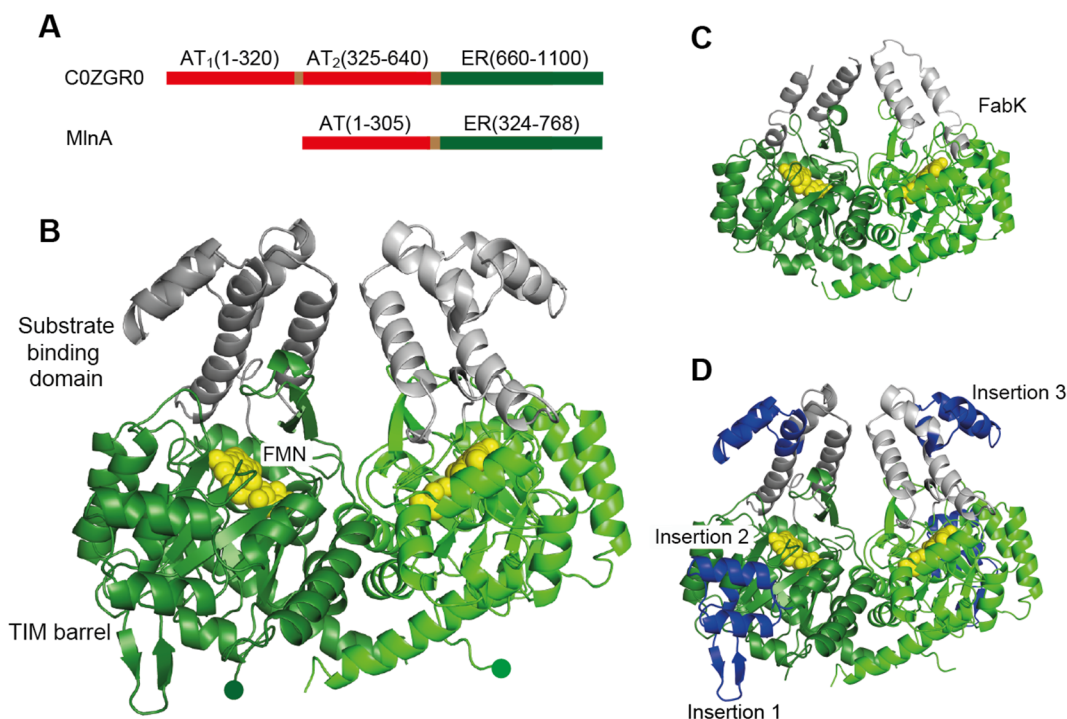 A
AT₁(1-320) AT₂(325-640) ER(660-1100)
C0ZGR0
AT(1-305) ER(324-768)
MlnA
B
Substrate
binding
domain
FMN
TIM barrel
C
FabK
D
Insertion 3
Insertion 2
Insertion 1